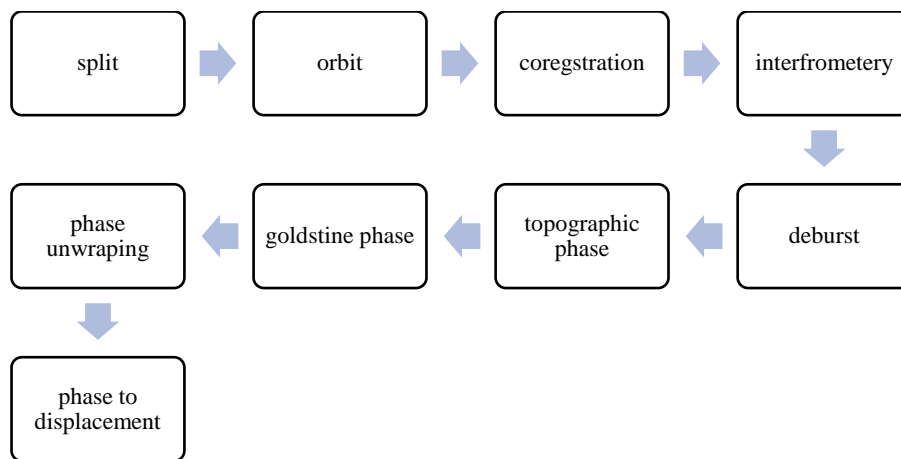 split
orbit
coregstration
interfrometery
deburst
topographic
phase
goldstine phase
phase
unwraping
phase to
displacement